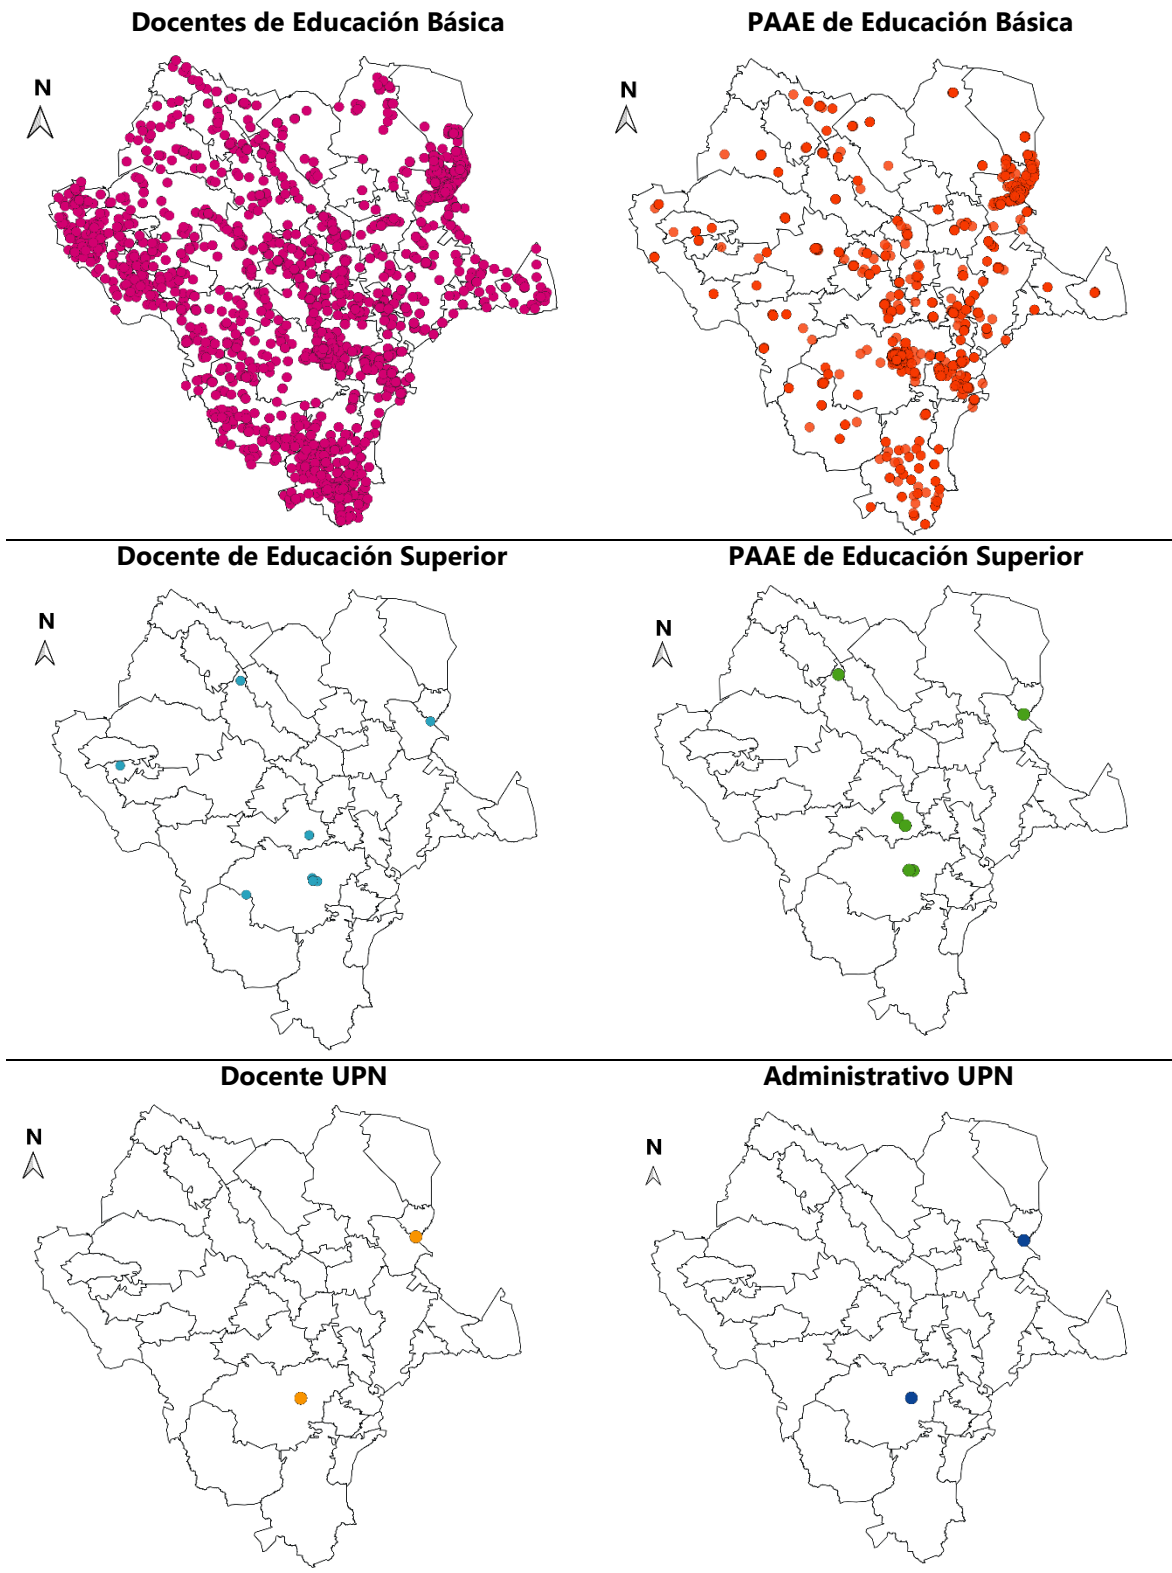 Docentes de Educación Básica
PAAE de Educación Básica
N
N
Docente de Educación Superior
PAAE de Educación Superior
N
N
Docente UPN
Administrativo UPN
N
N